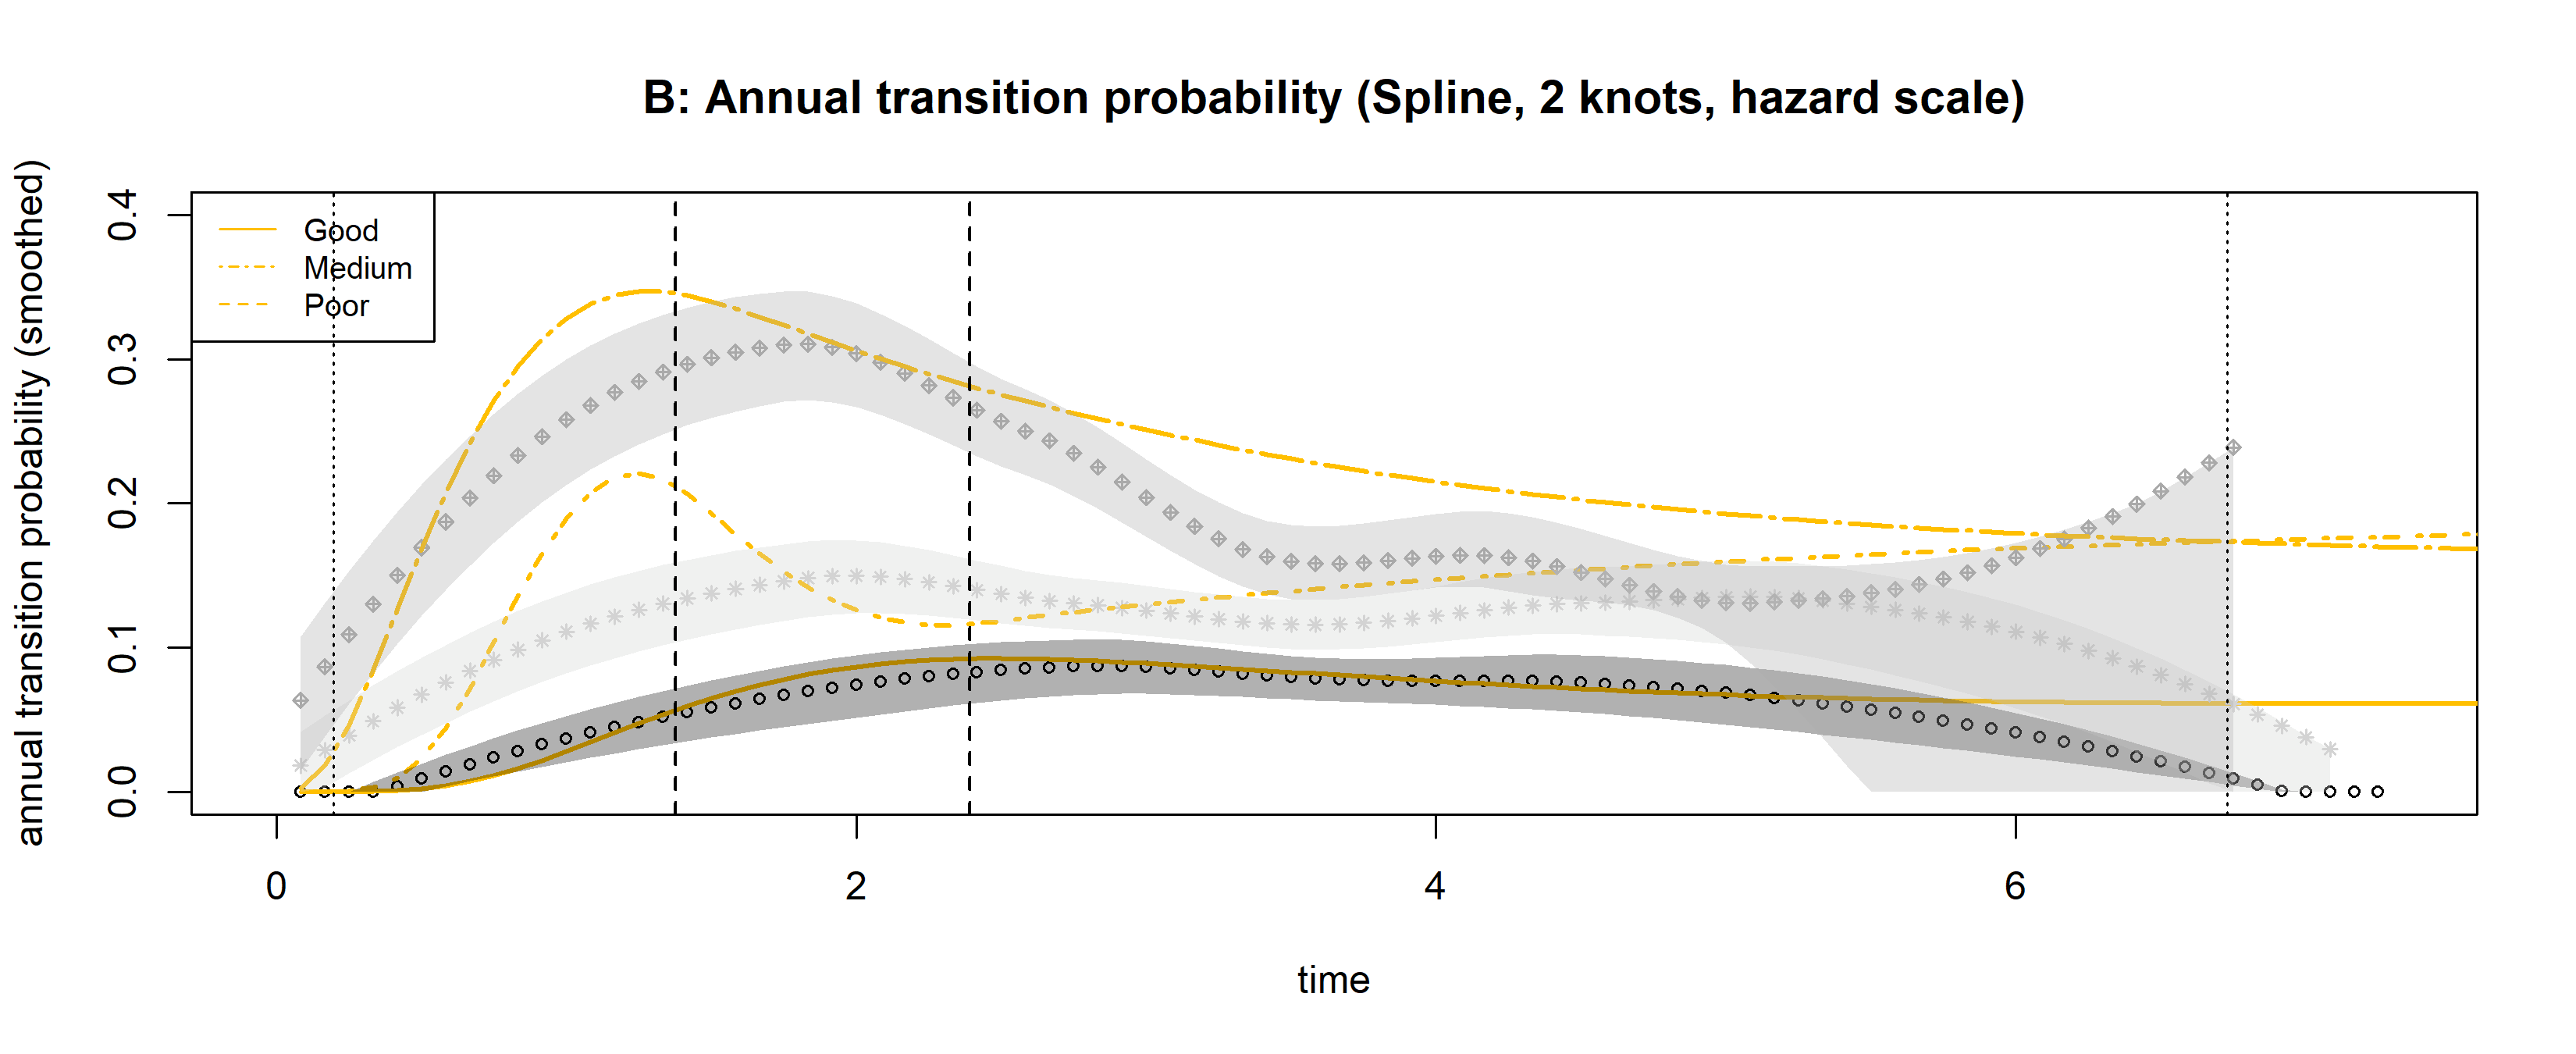 B: Annual transition probability (Spline, 2 knots, hazard scale)
annual transition probability (smoothed)
0.4
0.3
0.2
0.1
0.0
Good
Medium
Poor
0 2 4 6
time